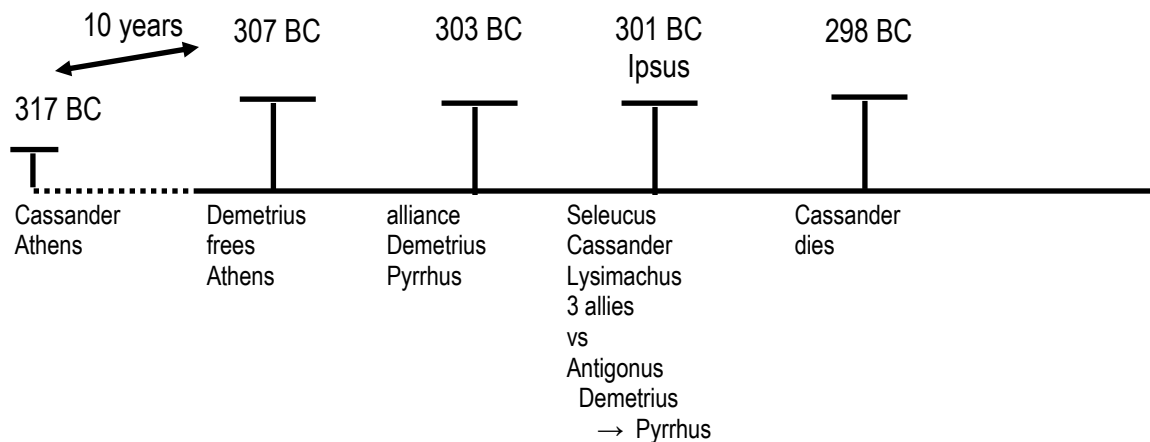 10 years
317 BC
307 BC
303 BC
301 BC
Ipsus
298 BC
Cassander
Athens
Demetrius
frees
Athens
alliance
Demetrius
Pyrrhus
Seleucus
Cassander
Lysimachus
3 allies
vs
Antigonus
Demetrius
→ Pyrrhus
Cassander
dies